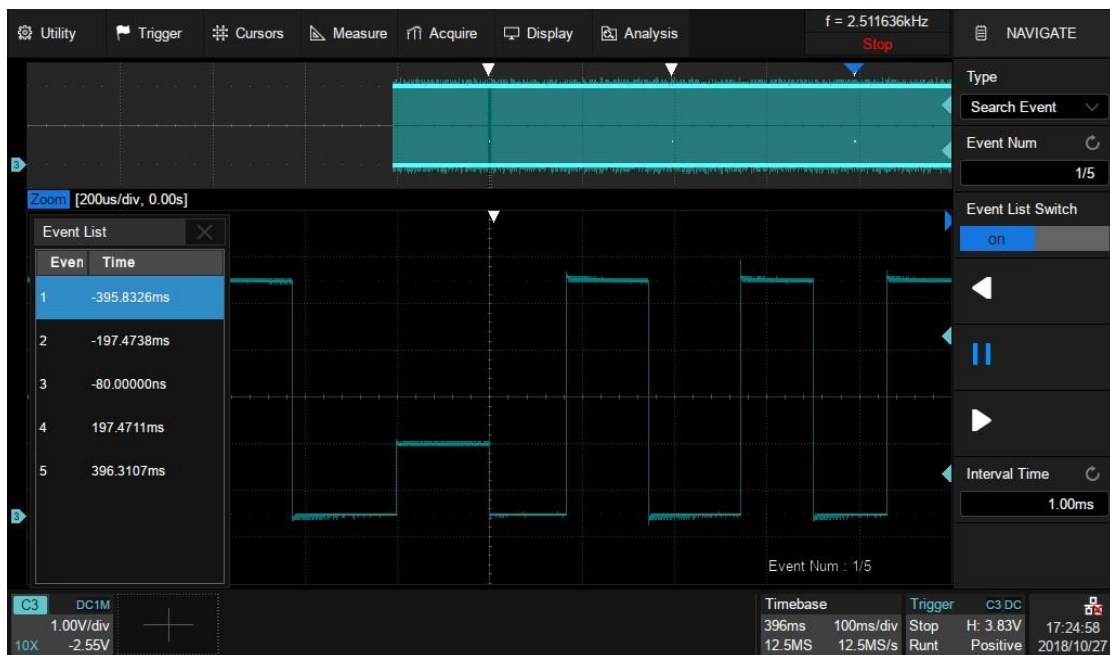 Utility Trigger Cursors Measure Acquire Display Analysis
f = 2.511636kHz
Stop
NAVIGATE
Type
Search Event
Event Num
1/5
Event List Switch
on
Interval Time
1.00ms
3
Zoom [200us/div, 0.00s]
Event List
Even Time
1 -395.8326ms
2 -197.4738ms
3 -80.00000ns
4 197.4711ms
5 396.3107ms
3
Event Num : 1/5
C3 DC1M
1.00V/div
10X -2.55V
Timebase
396ms 100ms/div
12.5MS 12.5MS/s
Trigger C3 DC
Stop H: 3.83V
Runt Positive
17:24:58
2018/10/27